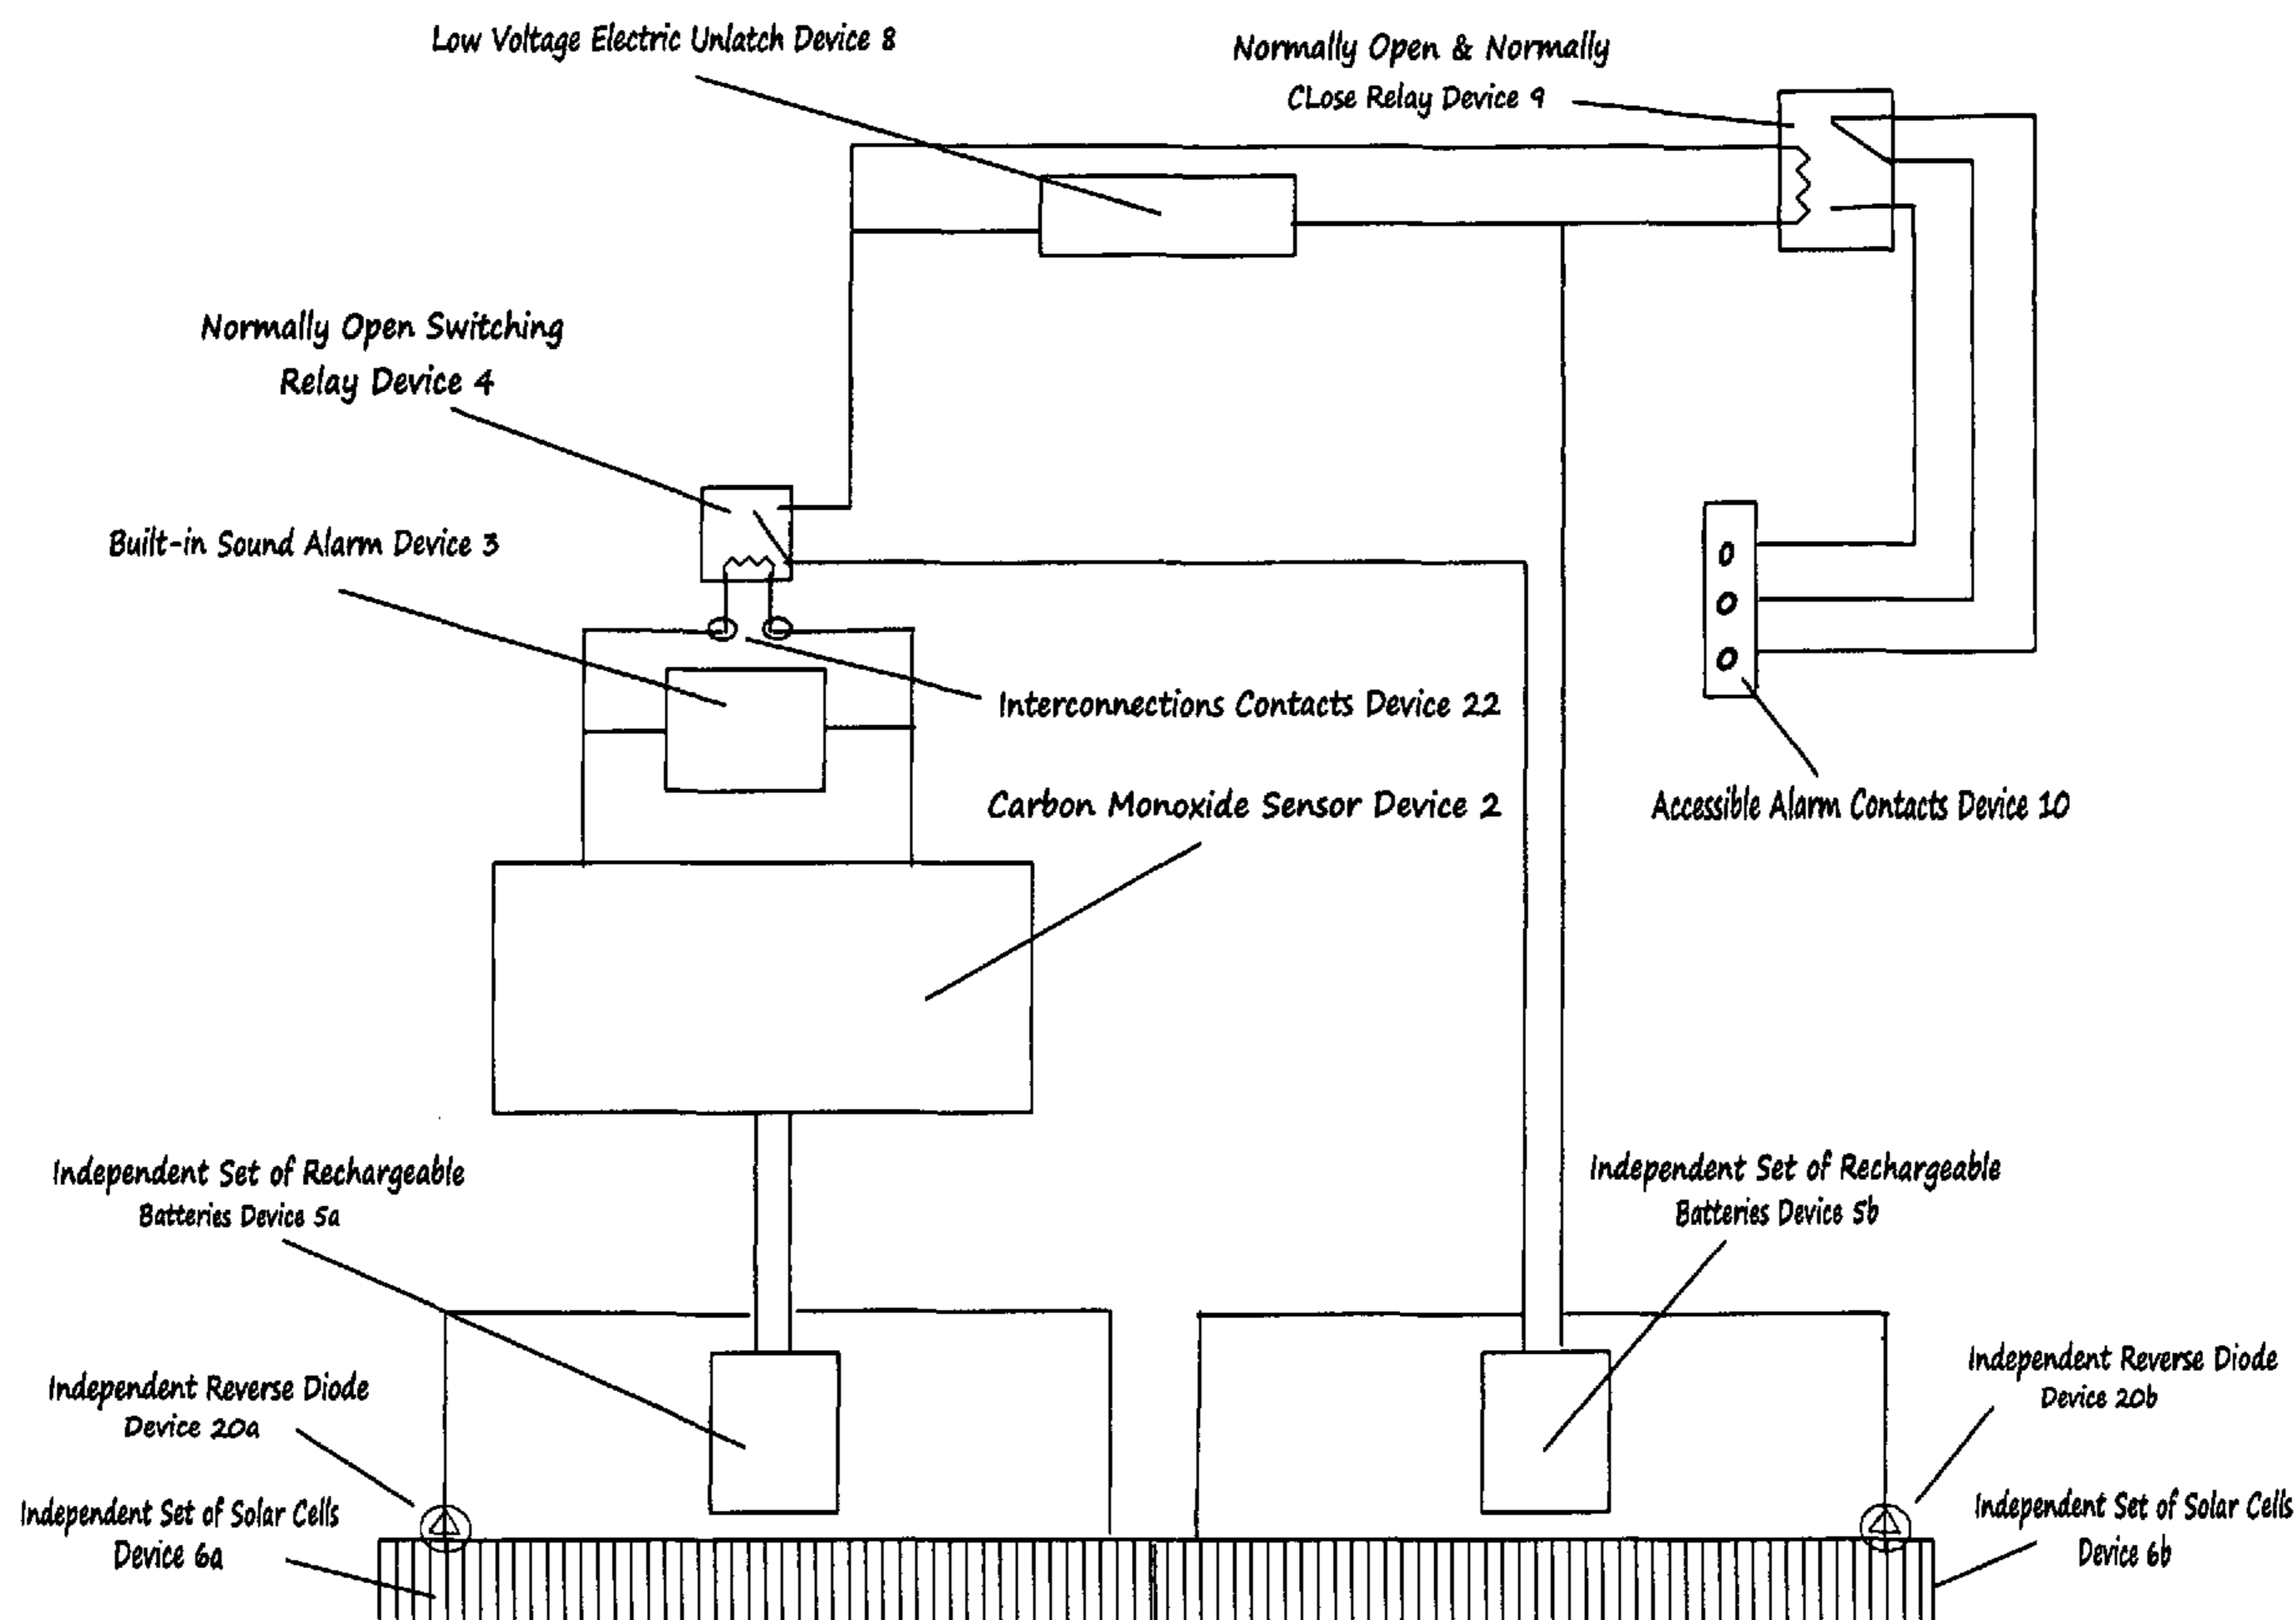 Low Voltage Electric Unlatch Device 8
Normally Open & Normally
CLose Relay Device 9
Normally Open Switching
Relay Device 4
Built-in Sound Alarm Device 3
Interconnections Contacts Device 22
Carbon Monoxide Sensor Device 2
Accessible Alarm Contacts Device 10
Independent Set of Rechargeable
Batteries Device 5a
Independent Set of Rechargeable
Batteries Device 5b
Independent Reverse Diode
Device 20a
Independent Reverse Diode
Device 20b
Independent Set of Solar Cells
Device 6a
Independent Set of Solar Cells
Device 6b